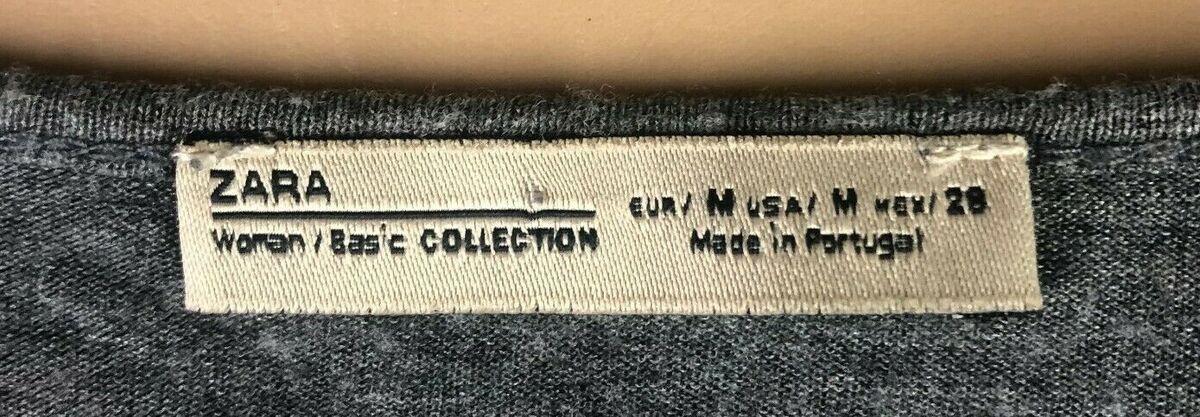 ZARA
Woman / Basic COLLECTION
EUR/ M USA/ M MEX/ 28
Made in Portugal